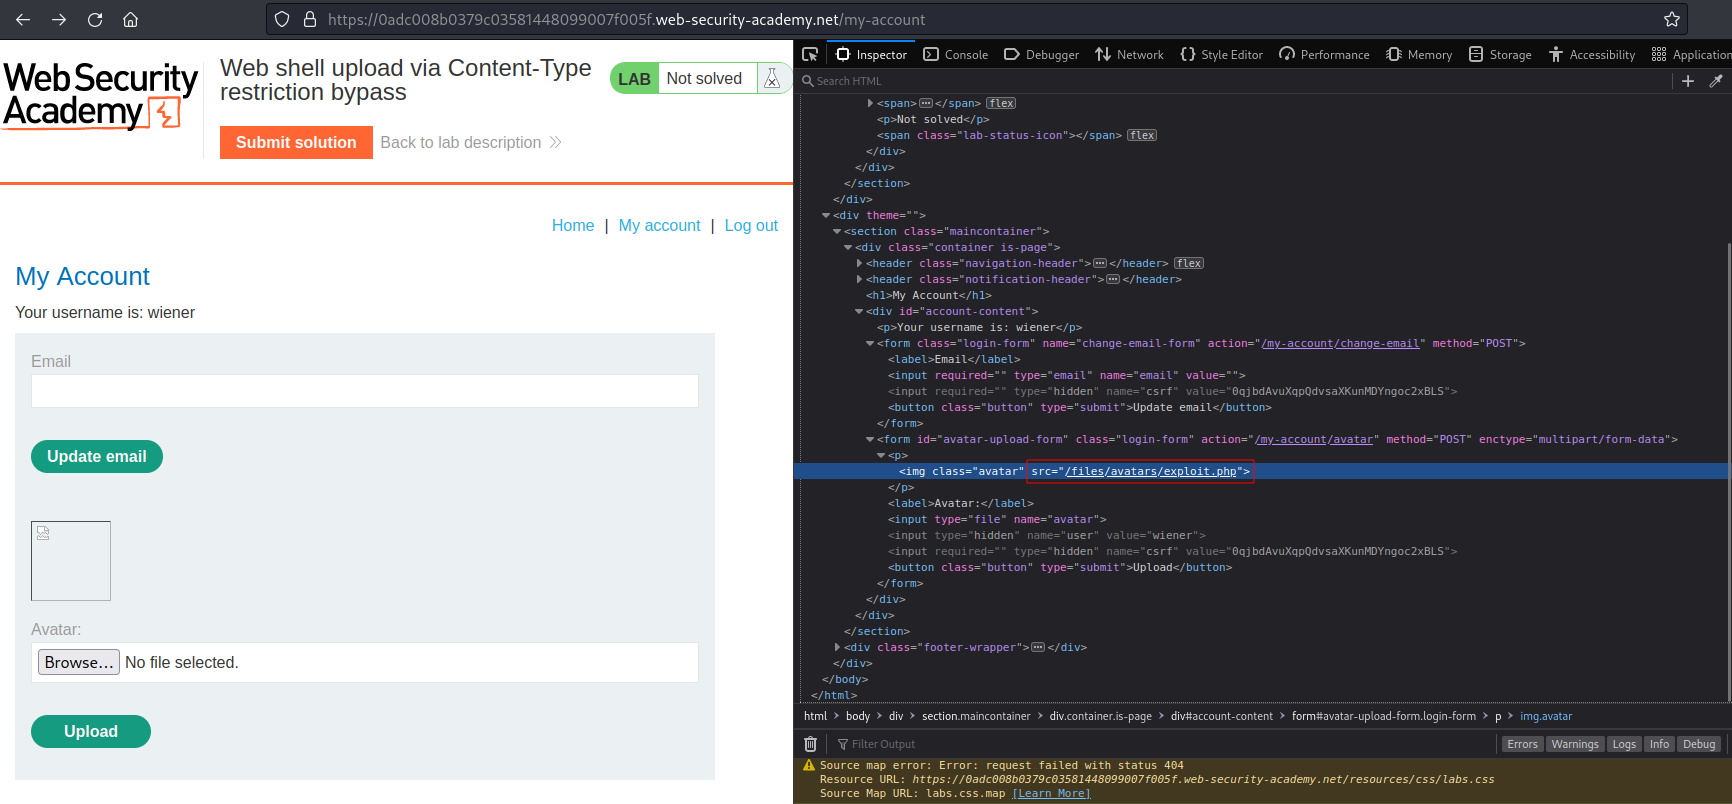 https://0adc008b0379c03581448099007f005f.web-security-academy.net/my-account
Web Security
Academy
Web shell upload via Content-Type
restriction bypass
LAB Not solved
Submit solution
Back to lab description
Home | My account | Log out
My Account
Your username is: wiener
Email
Update email
Avatar:
Browse... No file selected.
Upload
Inspector Console Debugger Network Style Editor Performance Memory Storage Accessibility Application
Search HTML
<span></span> flex
<p>Not solved</p>
<span class="lab-status-icon"></span> flex
</div>
</div>
</section>
</div>
<div theme="">
<section class="maincontainer">
<div class="container is-page">
<header class="navigation-header"></header> flex
<header class="notification-header"></header>
<h1>My Account</h1>
<div id="account-content">
<p>Your username is: wiener</p>
<form class="login-form" name="change-email-form" action="/my-account/change-email" method="POST">
<label>Email</label>
<input required="" type="email" name="email" value="">
<input required="" type="hidden" name="csrf" value="0qjbdAvuXqpQdvsaXKunMDYngoc2xBLS">
<button class="button" type="submit">Update email</button>
</form>
<form id="avatar-upload-form" class="login-form" action="/my-account/avatar" method="POST" enctype="multipart/form-data">
<p>
<img class="avatar" src="/files/avatars/exploit.php">
</p>
<label>Avatar:</label>
<input type="file" name="avatar">
<input type="hidden" name="user" value="wiener">
<input required="" type="hidden" name="csrf" value="0qjbdAvuXqpQdvsaXKunMDYngoc2xBLS">
<button class="button" type="submit">Upload</button>
</form>
</div>
</div>
</section>
<div class="footer-wrapper"></div>
</div>
</body>
</html>
html > body > div > section.maincontainer > div.container.is-page > div#account-content > form#avatar-upload-form.login-form > p > img.avatar
Filter Output
Errors Warnings Logs Info Debug
Source map error: Error: request failed with status 404
Resource URL: https://0adc008b0379c03581448099007f005f.web-security-academy.net/resources/css/labs.css
Source Map URL: labs.css.map [Learn More]